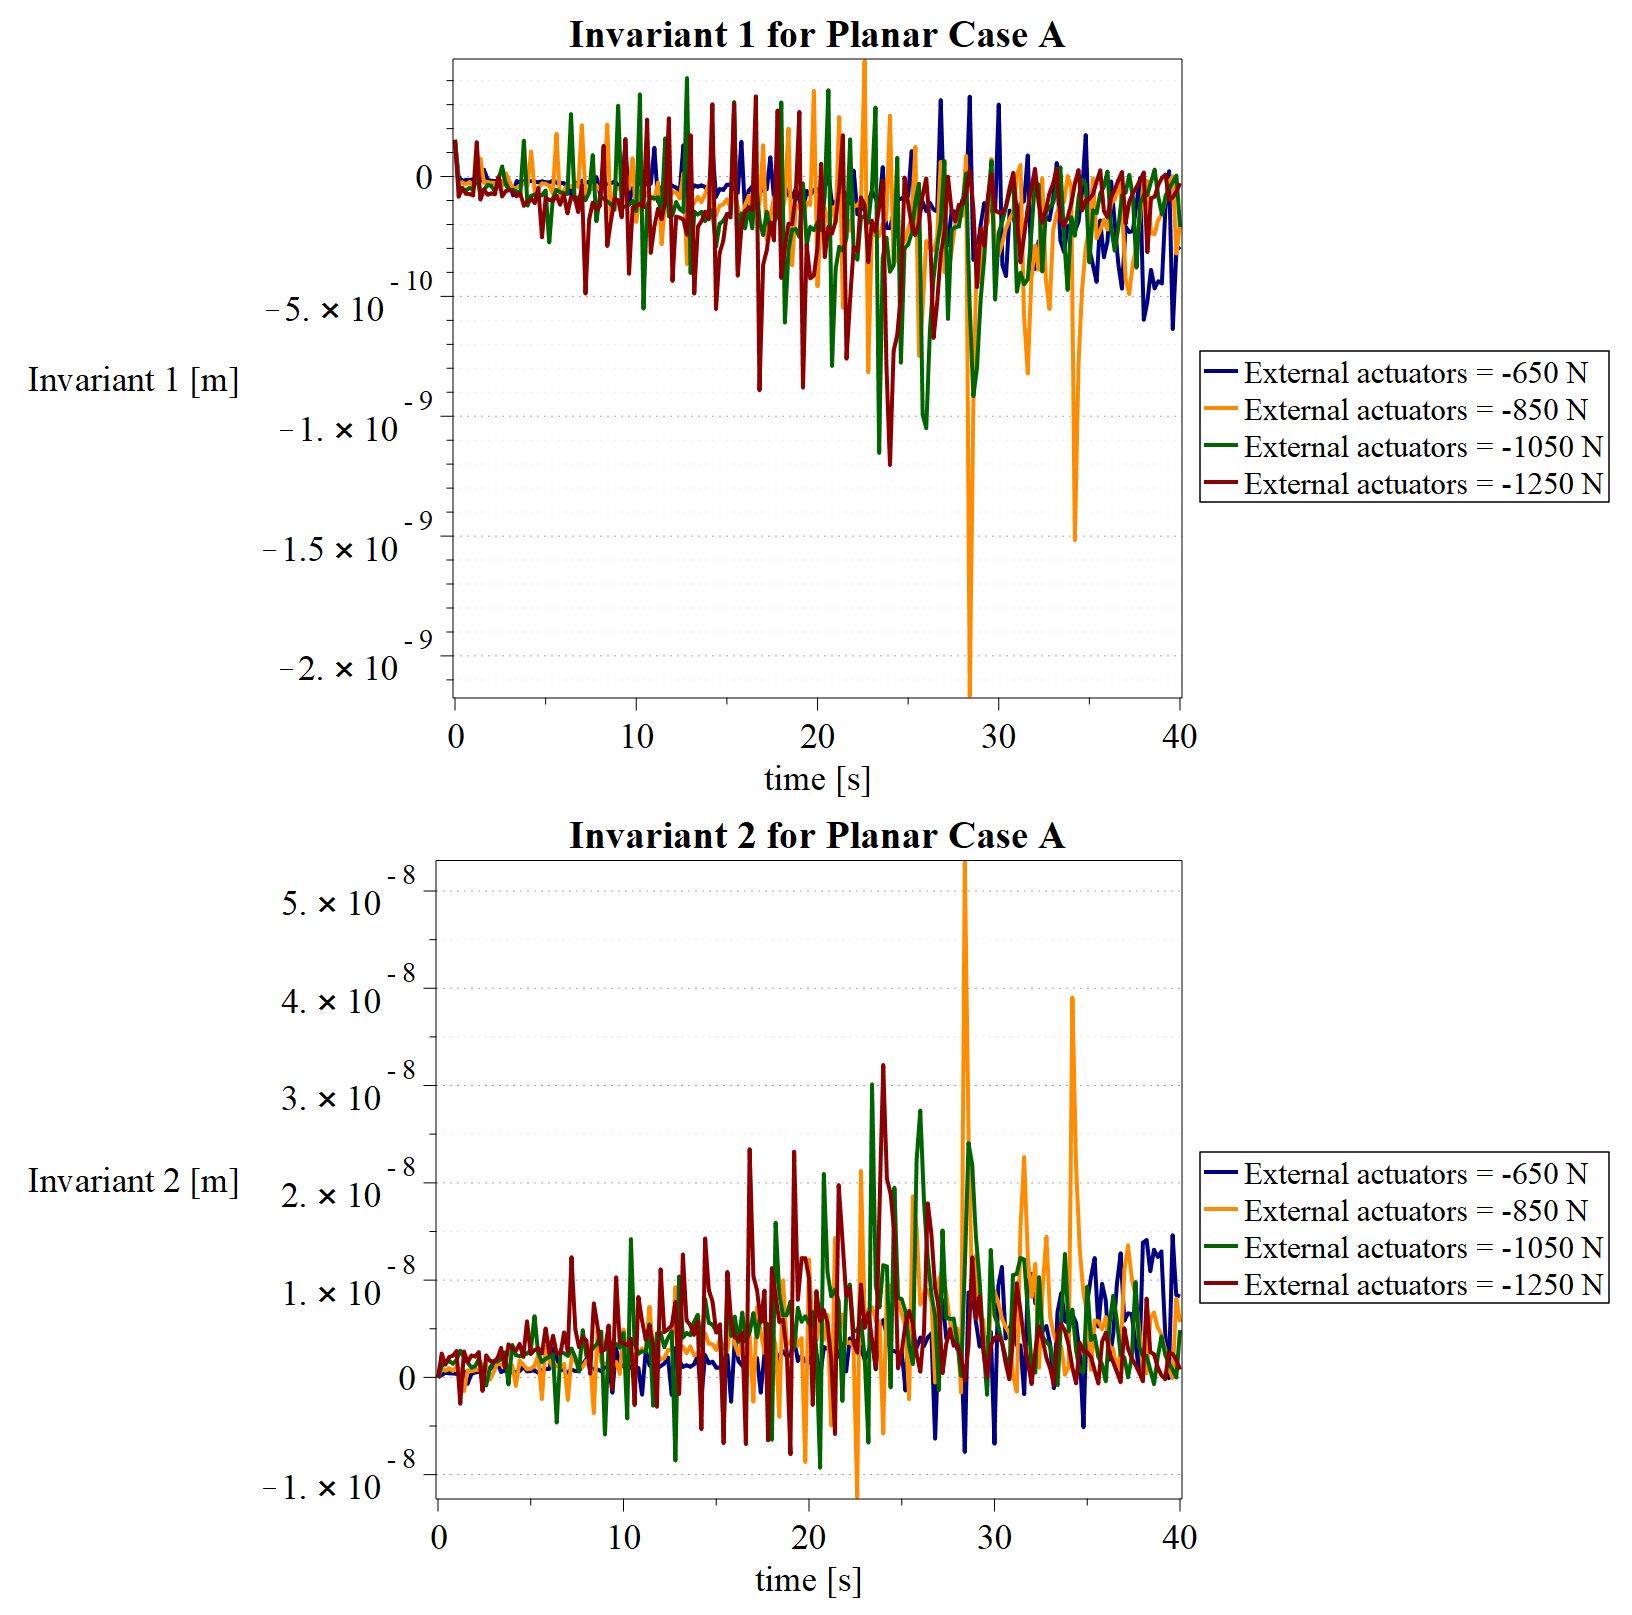 Invariant 1 for Planar Case A
0
−5. × 10^-10
−1. × 10^-9
−1.5 × 10^-9
−2. × 10^-9
Invariant 1 [m]
0 10 20 30 40
time [s]
External actuators = -650 N
External actuators = -850 N
External actuators = -1050 N
External actuators = -1250 N
Invariant 2 for Planar Case A
5. × 10^-8
4. × 10^-8
3. × 10^-8
2. × 10^-8
1. × 10^-8
0
−1. × 10^-8
Invariant 2 [m]
0 10 20 30 40
time [s]
External actuators = -650 N
External actuators = -850 N
External actuators = -1050 N
External actuators = -1250 N